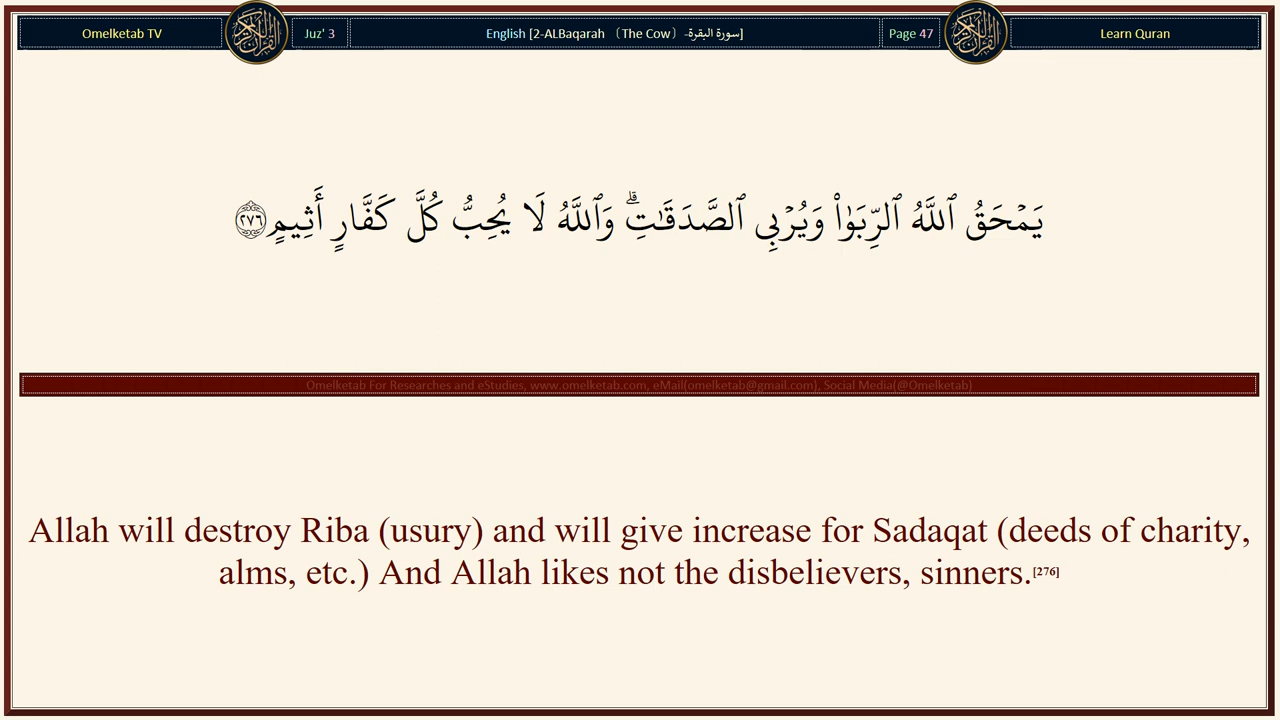 Omelketab TV
Juz' 3
English [2-ALBaqarah 〔The Cow〕 -سورة البقرة]
Page 47
Learn Quran
يَمۡحَقُ ٱللَّهُ ٱلرِّبَوٰاْ وَيُرۡبِي ٱلصَّدَقَٰتِۗ وَٱللَّهُ لَا يُحِبُّ كُلَّ كَفَّارٍ أَثِيمٍ ٢٧٦
Omelketab For Researches and eStudies, www.omelketab.com, eMail(omelketab@gmail.com), Social Media(@Omelketab)
Allah will destroy Riba (usury) and will give increase for Sadaqat (deeds of charity,
alms, etc.) And Allah likes not the disbelievers, sinners.[276]